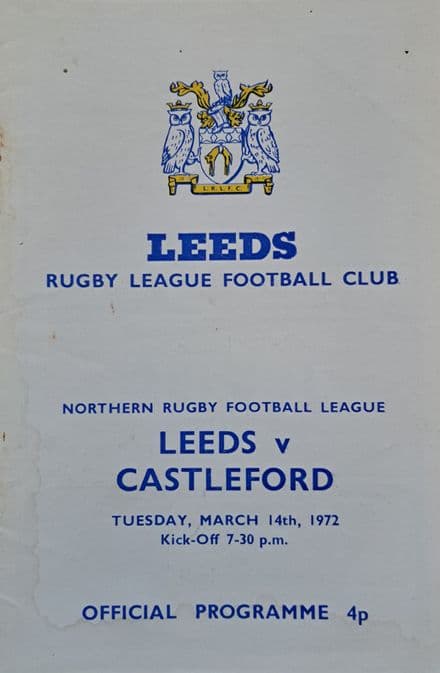 L.R.L.F.C.
LEEDS
RUGBY LEAGUE FOOTBALL CLUB
NORTHERN RUGBY FOOTBALL LEAGUE
LEEDS v
CASTLEFORD
TUESDAY, MARCH 14th, 1972
Kick-Off 7-30 p.m.
OFFICIAL PROGRAMME 4p